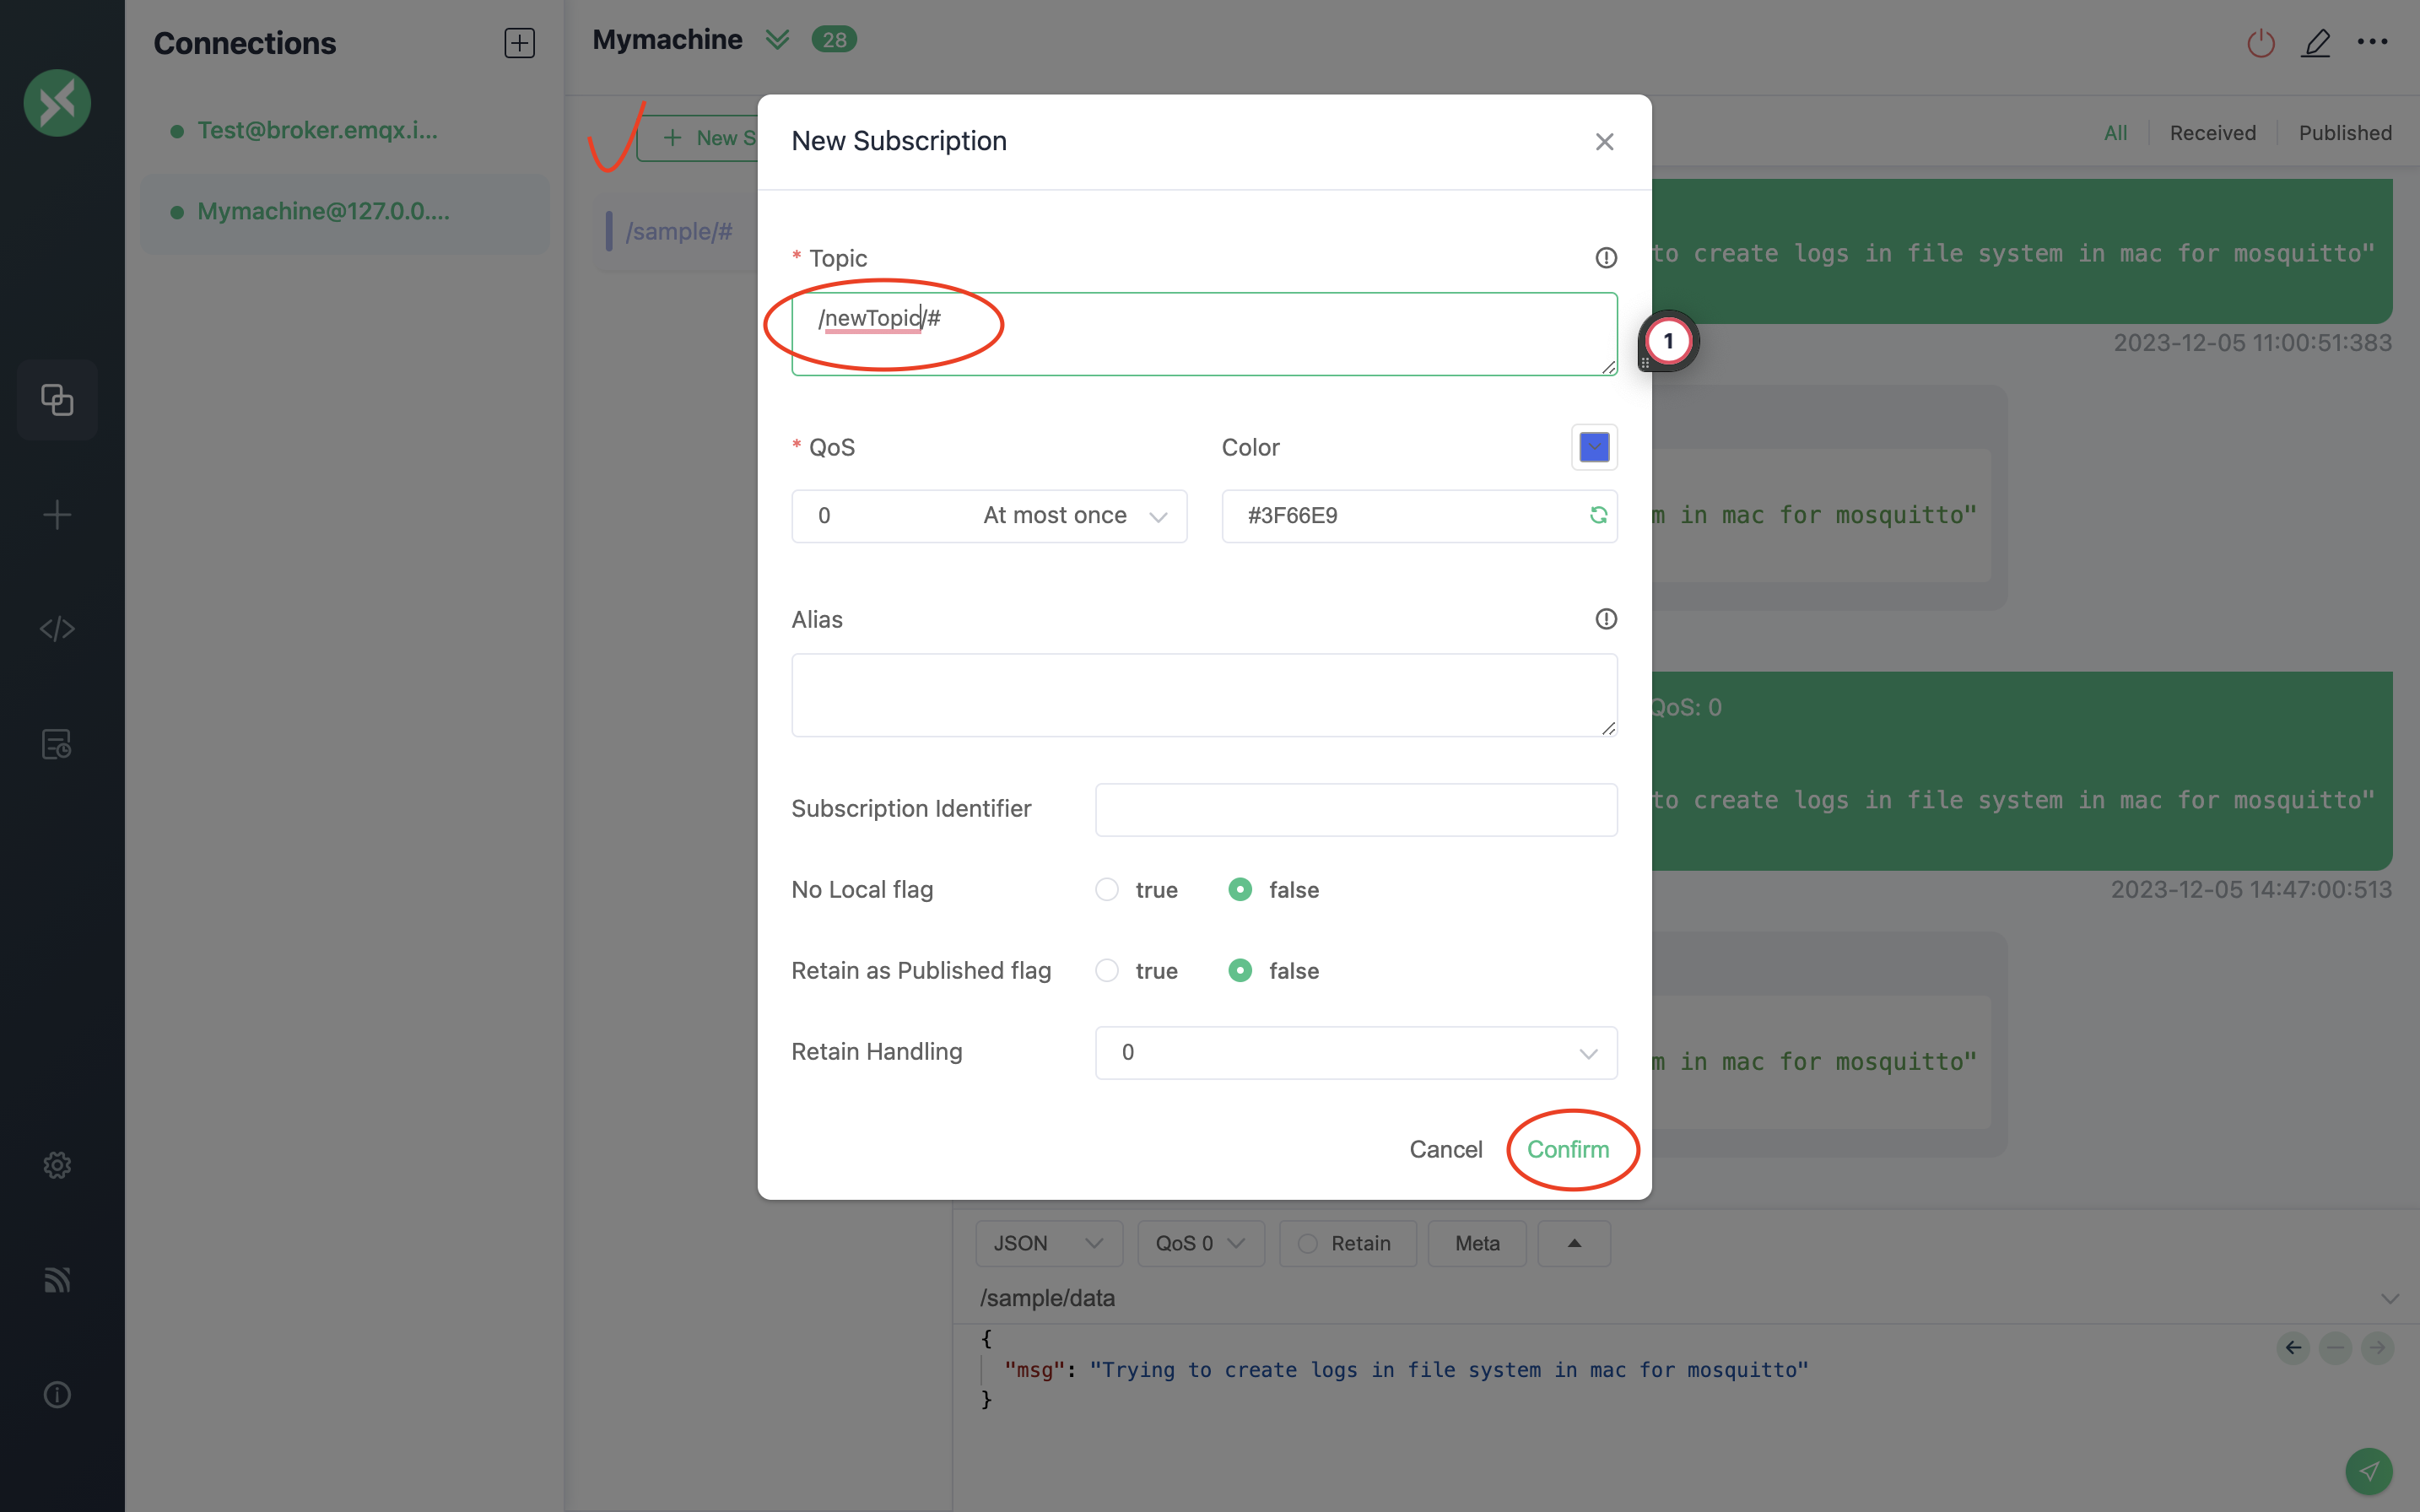 Connections
Test@broker.emqx.i...
Mymachine@127.0.0....
Mymachine
28
New S
All
Received
Published
/sample/#
New Subscription
* Topic
/newTopic/#
1
* QoS
Color
0 At most once
#3F66E9
Alias
Subscription Identifier
No Local flag
true
false
Retain as Published flag
true
false
Retain Handling
0
Cancel
Confirm
to create logs in file system in mac for mosquitto"
2023-12-05 11:00:51:383
m in mac for mosquitto"
QoS: 0
to create logs in file system in mac for mosquitto"
2023-12-05 14:47:00:513
m in mac for mosquitto"
JSON
QoS 0
Retain
Meta
/sample/data
{
"msg": "Trying to create logs in file system in mac for mosquitto"
}